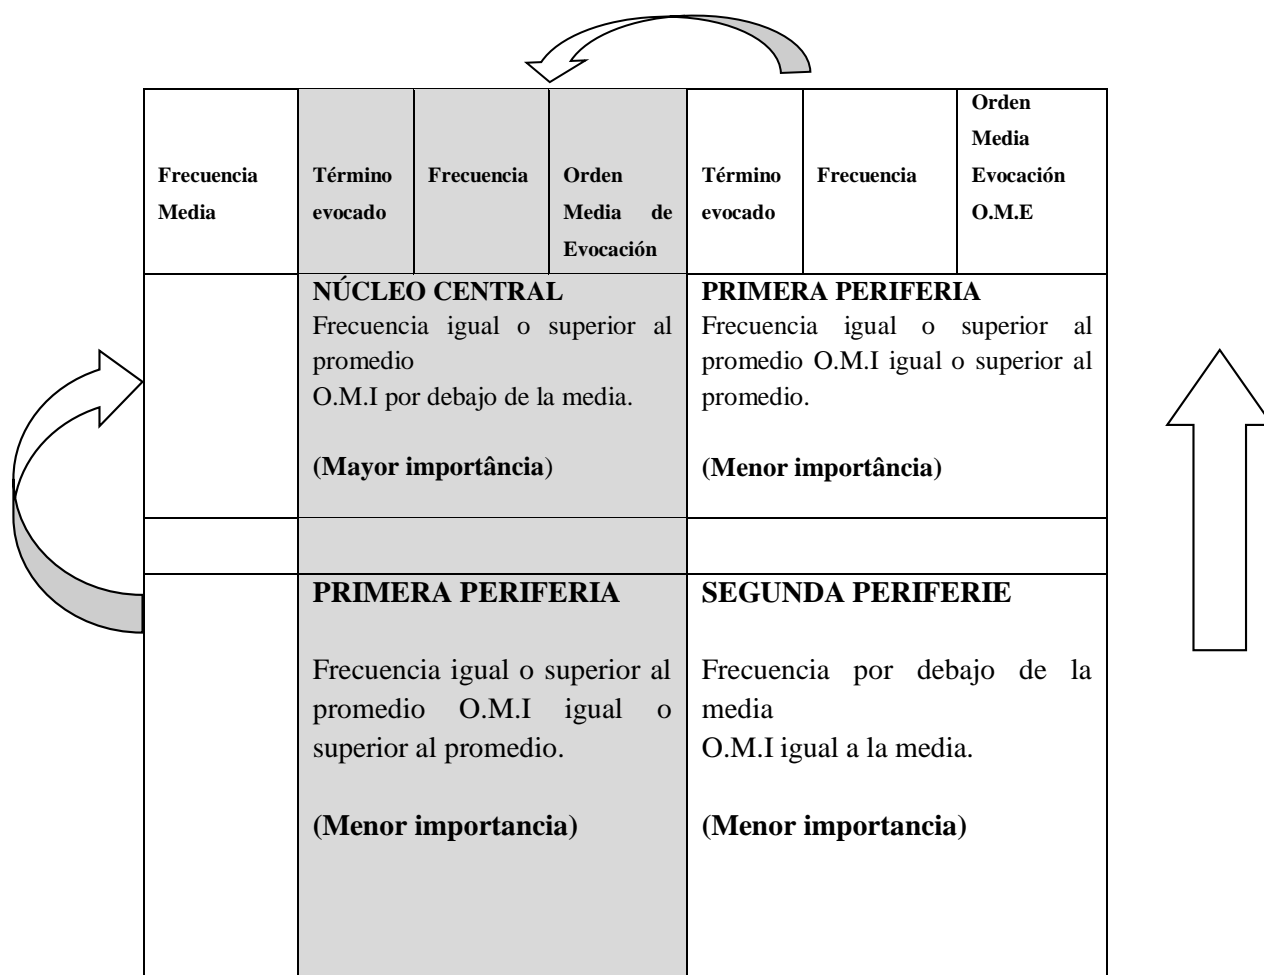 Frecuencia
Media
Término
evocado
Frecuencia
Orden
Media de
Evocación
Término
evocado
Frecuencia
Orden
Media
Evocación
O.M.E
NÚCLEO CENTRAL
Frecuencia igual o superior al
promedio
O.M.I por debajo de la media.
(Mayor importância)
PRIMERA PERIFERIA
Frecuencia igual o superior al
promedio O.M.I igual o superior al
promedio.
(Menor importância)
PRIMERA PERIFERIA
Frecuencia igual o superior al
promedio O.M.I igual o
superior al promedio.
(Menor importancia)
SEGUNDA PERIFERIE
Frecuencia por debajo de la
media
O.M.I igual a la media.
(Menor importancia)